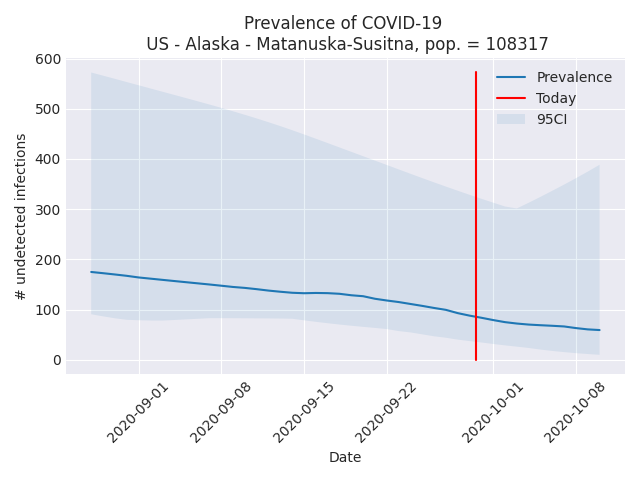 Prevalence of COVID-19
US - Alaska - Matanuska-Susitna, pop. = 108317
600
500
400
300
200
100
0
# undetected infections
Prevalence
Today
95CI
2020-09-01
2020-09-08
2020-09-15
2020-09-22
2020-10-01
2020-10-08
Date